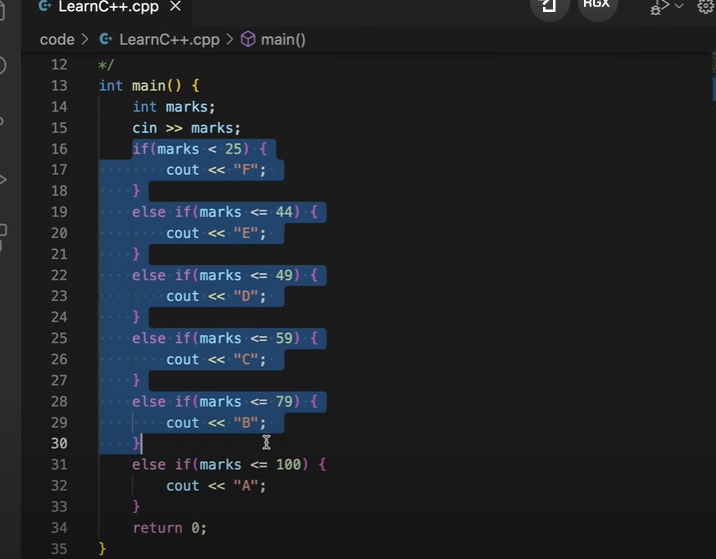 LearnC++.cpp ×
RGX
code > LearnC++.cpp > main()
12 */
13 int main() {
14 int marks;
15 cin >> marks;
16 if(marks < 25) {
17 cout << "F";
18 }
19 else if(marks <= 44) {
20 cout << "E";
21 }
22 else if(marks <= 49) {
23 cout << "D";
24 }
25 else if(marks <= 59) {
26 cout << "C";
27 }
28 else if(marks <= 79) {
29 cout << "B";
30 }
31 else if(marks <= 100) {
32 cout << "A";
33 }
34 return 0;
35 }